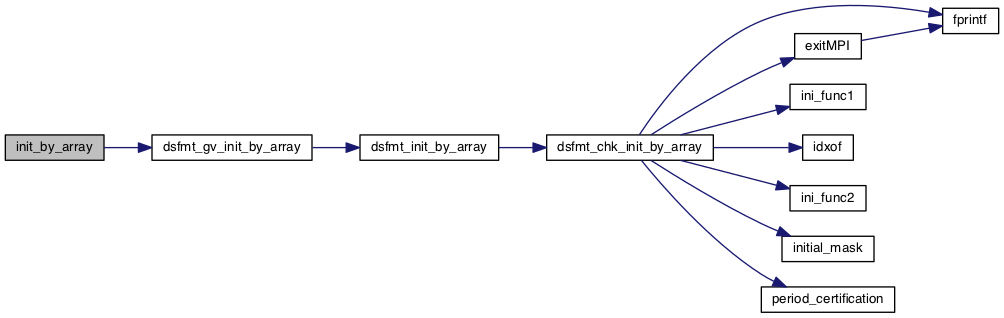 init_by_array
dsfmt_gv_init_by_array
dsfmt_init_by_array
dsfmt_chk_init_by_array
fprintf
exitMPI
ini_func1
idxof
ini_func2
initial_mask
period_certification